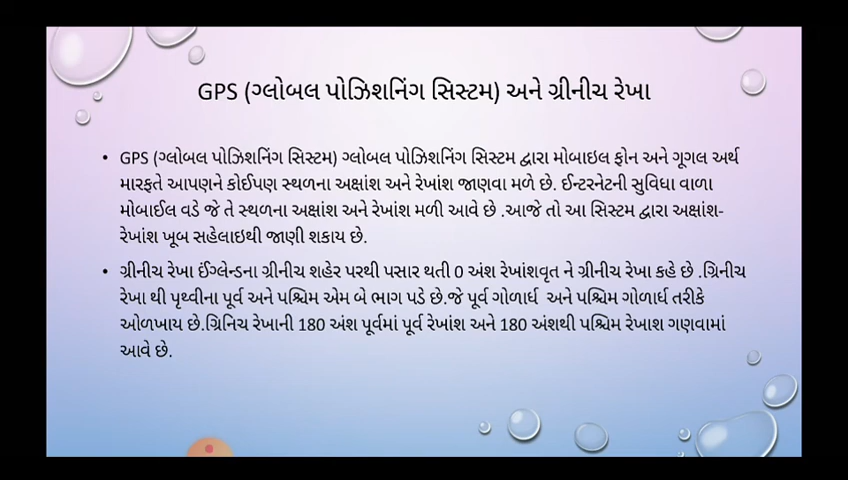 GPS (ગ્લોબલ પોઝિશનિંગ સિસ્ટમ) અને ગ્રીનીચ રેખા
• GPS (ગ્લોબલ પોઝિશનિંગ સિસ્ટમ) ગ્લોબલ પોઝિશનિંગ સિસ્ટમ દ્વારા મોબાઇલ ફોન અને ગૂગલ અર્થ
મારફતે આપણને કોઈપણ સ્થળના અક્ષાંશ અને રેખાંશ જાણવા મળે છે. ઈન્ટરનેટની સુવિધા વાળા
મોબાઈલ વડે જે તે સ્થળના અક્ષાંશ અને રેખાંશ મળી આવે છે .આજે તો આ સિસ્ટમ દ્વારા અક્ષાંશ-
રેખાંશ ખૂબ સહેલાઇથી જાણી શકાય છે.
• ગ્રીનીચ રેખા ઈંગ્લેન્ડના ગ્રીનીચ શહેર પરથી પસાર થતી 0 અંશ રેખાંશવૃત ને ગ્રીનીચ રેખા કહે છે .ગ્રિનીચ
રેખા થી પૃથ્વીના પૂર્વ અને પશ્ચિમ એમ બે ભાગ પડે છે.જે પૂર્વ ગોળાર્ધ અને પશ્ચિમ ગોળાર્ધ તરીકે
ઓળખાય છે.ગ્રિનિચ રેખાની 180 અંશ પૂર્વમાં પૂર્વ રેખાંશ અને 180 અંશથી પશ્ચિમ રેખાશ ગણવામાં
આવે છે.